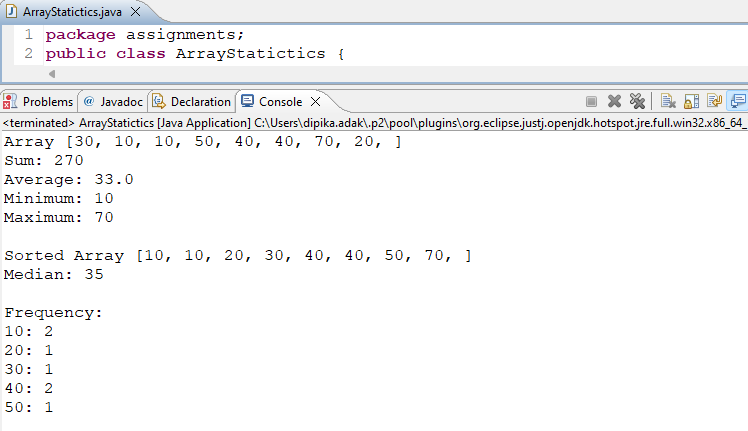 ArrayStatictics.java
1 package assignments;
2 public class ArrayStatictics {
Problems @ Javadoc Declaration Console
<terminated> ArrayStatictics [Java Application] C:\Users\dipika.adak\.p2\pool\plugins\org.eclipse.justj.openjdk.hotspot.jre.full.win32.x86_64_
Array [30, 10, 10, 50, 40, 40, 70, 20, ]
Sum: 270
Average: 33.0
Minimum: 10
Maximum: 70
Sorted Array [10, 10, 20, 30, 40, 40, 50, 70, ]
Median: 35
Frequency:
10: 2
20: 1
30: 1
40: 2
50: 1